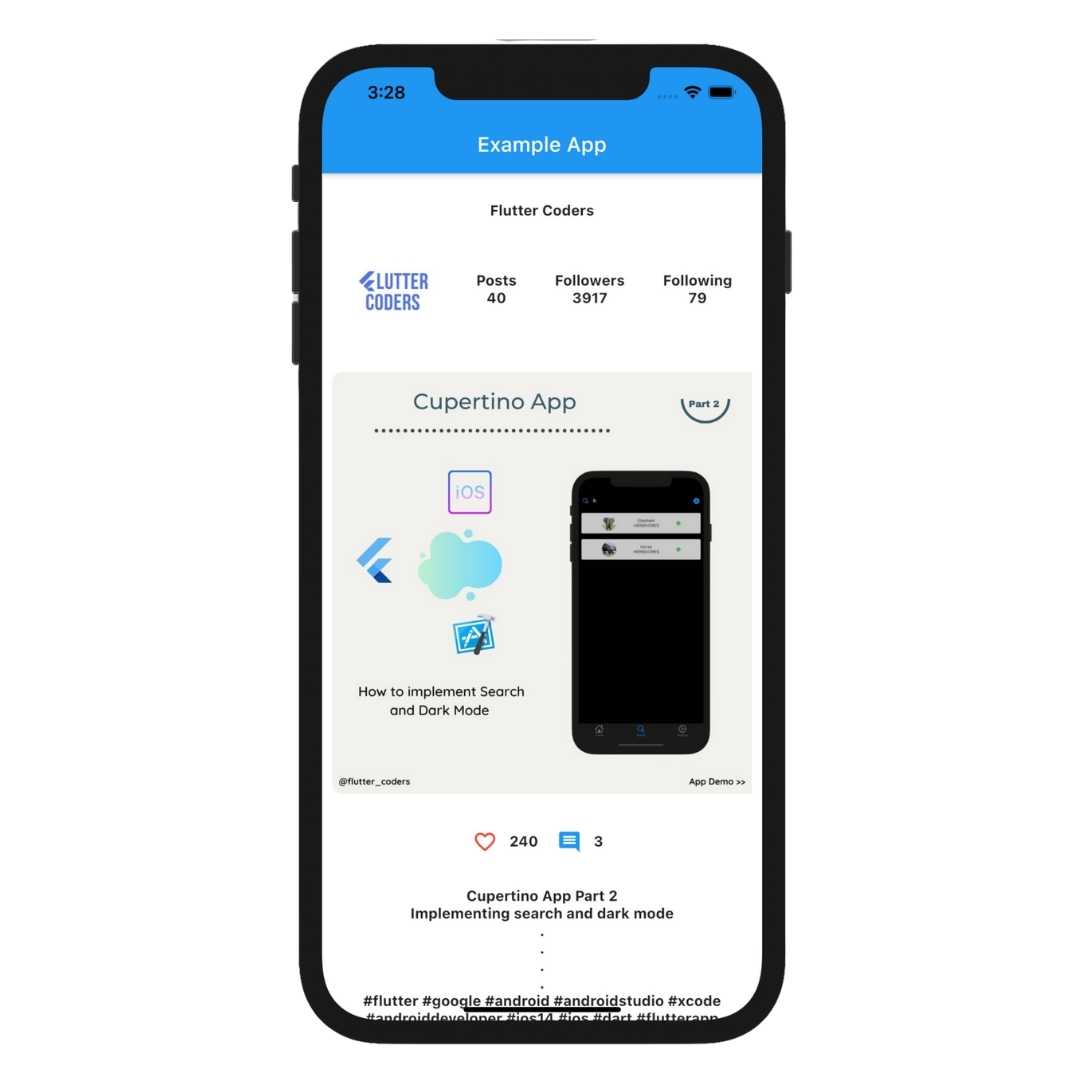 3:28
Example App
Flutter Coders
LUTTER
CODERS
Posts Followers Following
40 3917 79
Cupertino App
Part 2
iOS
How to implement Search
and Dark Mode
@flutter_coders
App Demo >>
240 3
Cupertino App Part 2
Implementing search and dark mode
.
.
.
.
#flutter #google #android #androidstudio #xcode
#androiddeveloper #ios14 #ios #dart #flutterapp